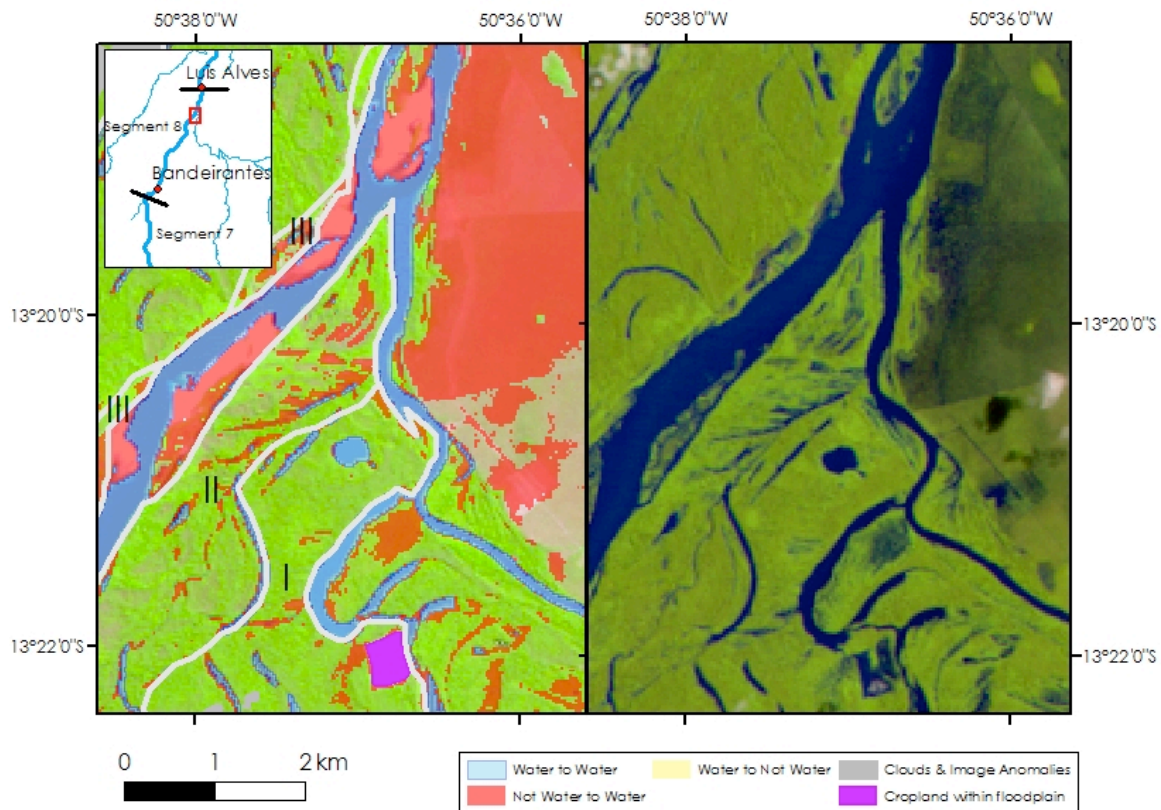 50°38'0"W 50°36'0"W 50°38'0"W 50°36'0"W
Luis Alves
Segment 8
Bandeirantes
Segment 7
III
13°20'0"S 13°20'0"S
III
II
I
13°22'0"S 13°22'0"S
0 1 2 km
Water to Water Water to Not Water Clouds & Image Anomalies
Not Water to Water Cropland within floodplain